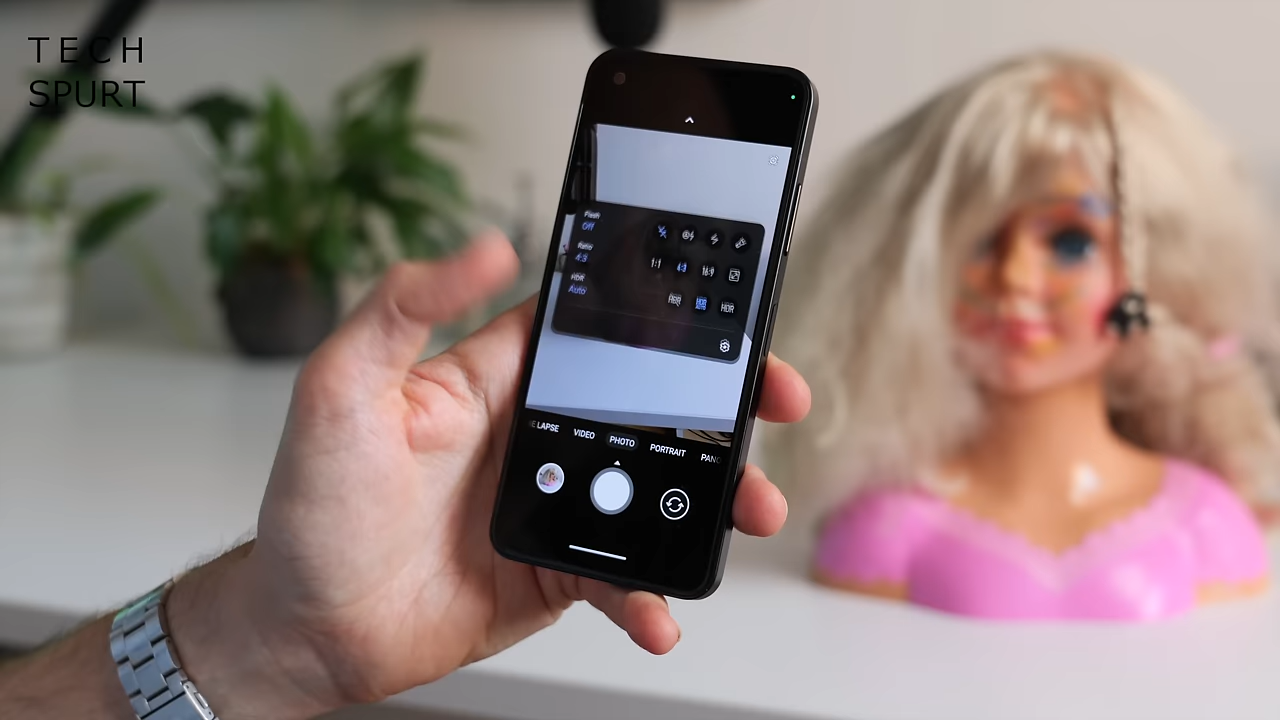 TECH
SPURT
Flash
Off
Ratio
4:3
1:1 4:3 16:9
HDR
Auto
HDR
VIDEO PHOTO PORTRAIT
LAPSE